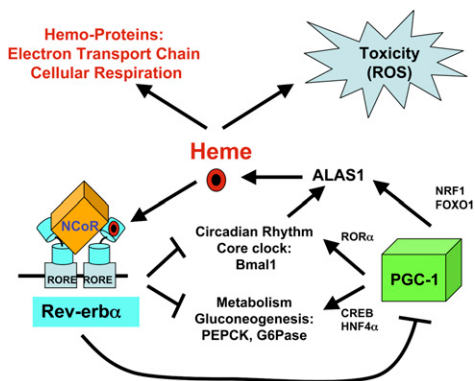 Hemo-Proteins:
Electron Transport Chain
Cellular Respiration
Toxicity
(ROS)
Heme
ALAS1
NRF1
FOXO1
NCoR
RORE RORE
Rev-erbα
Circadian Rhythm
Core clock:
Bmal1
RORα
PGC-1
Metabolism
Gluconeogenesis:
PEPCK, G6Pase
CREB
HNF4α